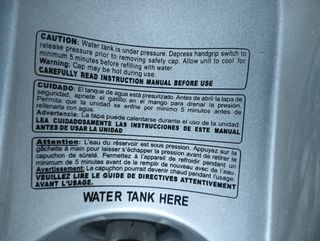 CAUTION: Water tank is under pressure. Depress handgrip switch to
release pressure prior to removing safety cap. Allow unit to cool for
minimum 5 minutes before refilling with water.
Warning: Cap may be hot during use.
CAREFULLY READ INSTRUCTION MANUAL BEFORE USE
CUIDADO: El tanque de agua está presurizado. Antes de abrir la tapa de
seguridad, apriete el gatillo en el mango para drenar la presión.
Permita que la unidad se enfríe por minimo 5 minutos antes de
rellenarla con agua.
Advertencia: La tapa puede calentarse durante el uso de la unidad.
LEA CUIDADOSAMENTE LAS INSTRUCCIONES DE ESTE MANUAL
ANTES DE USAR LA UNIDAD
Attention: L'eau du réservoir est sous pression. Appuyez sur la
gâchette à main pour laisser s'échapper la pression avant de retirer le
capuchon de sûreté. Permettez à l'appareil de refroidir pendant un
minimum de 5 minutes avant de le remplir de nouveau avec de l'eau.
Avertissement: Le capuchon pourrait devenir chaud pendant l'usage.
VEUILLEZ LIRE LE GUIDE DE DIRECTIVES ATTENTIVEMENT
AVANT L'USAGE.
WATER TANK HERE